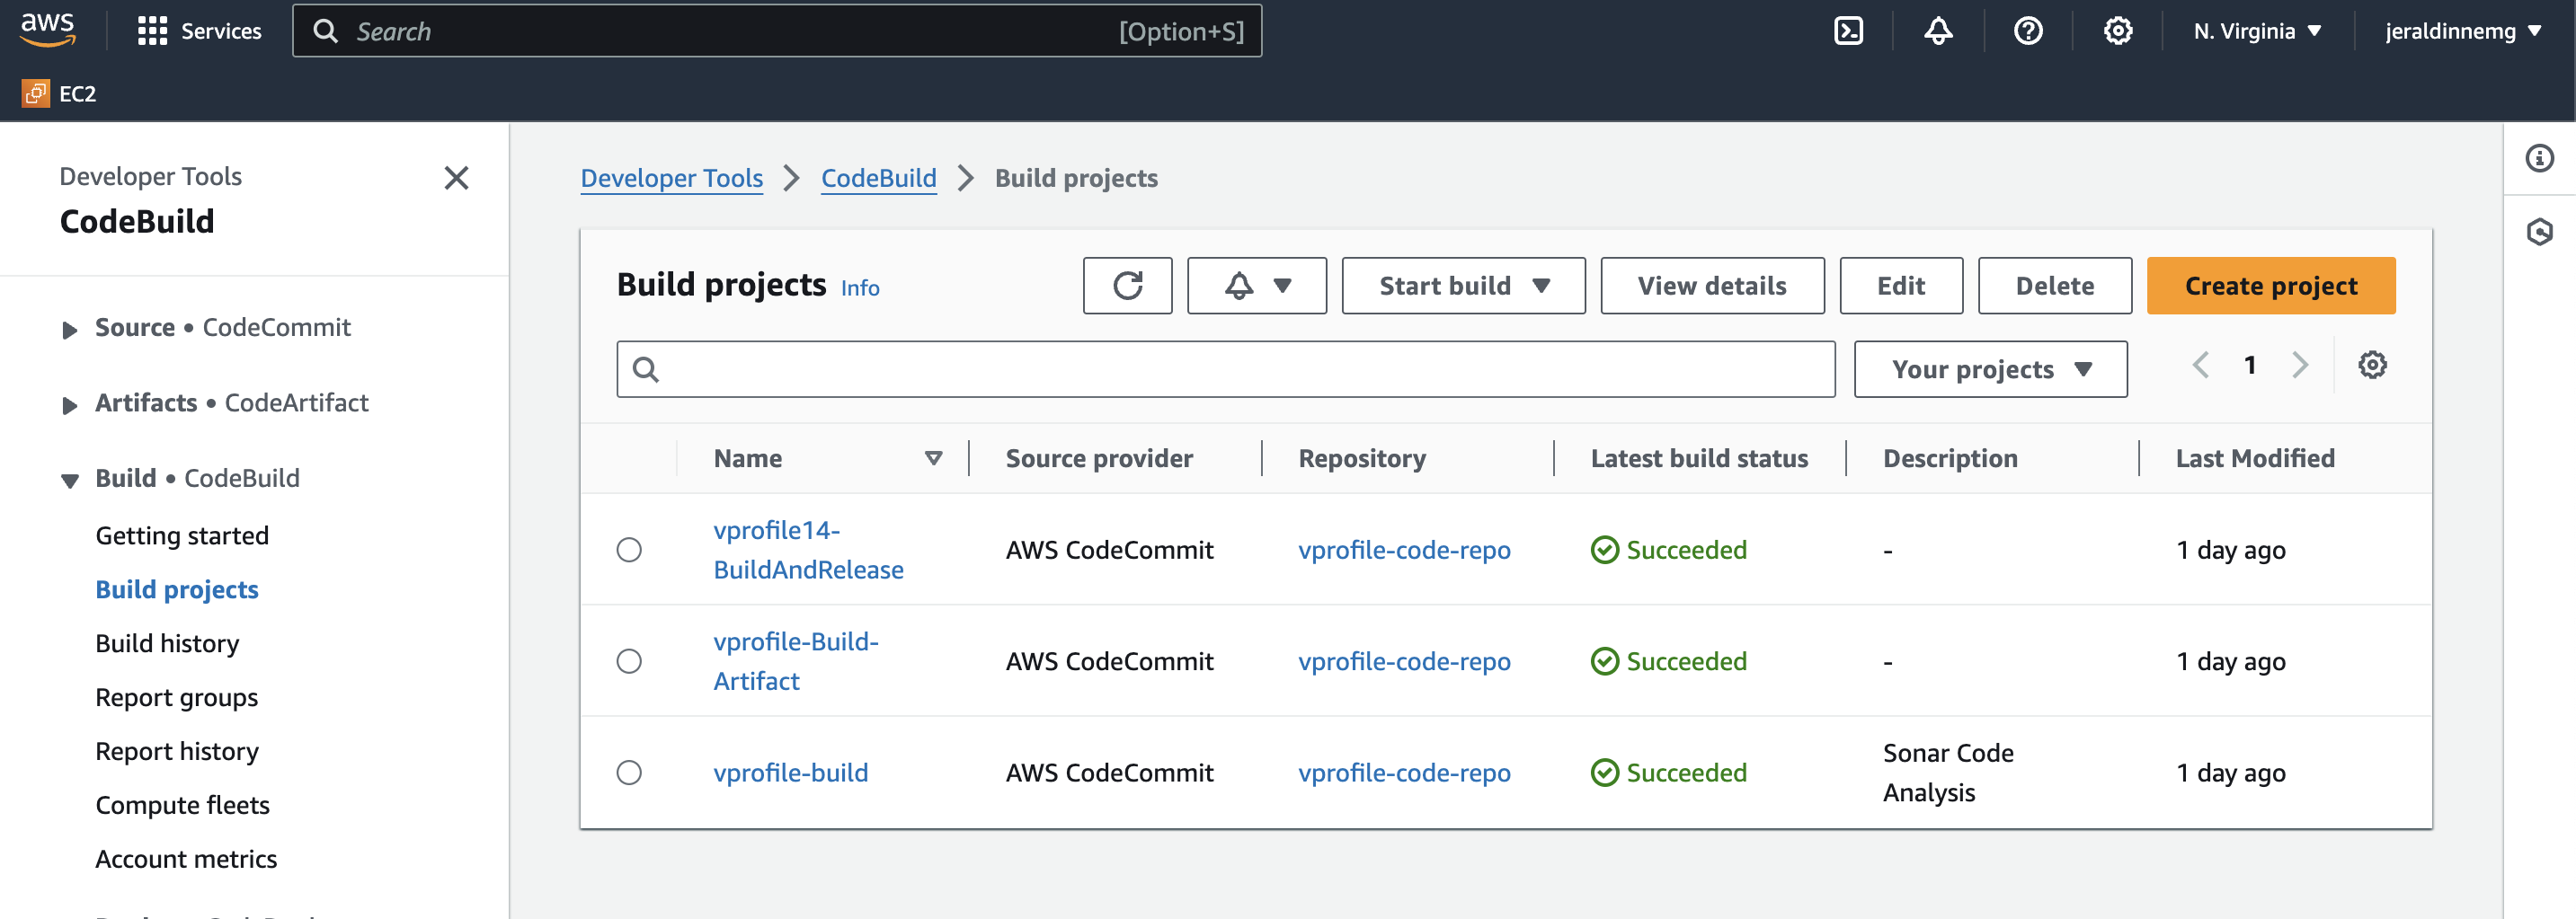 aws
Services
Search
[Option+S]
N. Virginia
jeraldinnemg
EC2
Developer Tools
CodeBuild
Source • CodeCommit
Artifacts • CodeArtifact
Build • CodeBuild
Getting started
Build projects
Build history
Report groups
Report history
Compute fleets
Account metrics
Developer Tools
CodeBuild
Build projects
Build projects
Info
Start build
View details
Edit
Delete
Create project
Your projects
1
Name
Source provider
Repository
Latest build status
Description
Last Modified
vprofile14-
BuildAndRelease
AWS CodeCommit
vprofile-code-repo
Succeeded
-
1 day ago
vprofile-Build-
Artifact
AWS CodeCommit
vprofile-code-repo
Succeeded
-
1 day ago
vprofile-build
AWS CodeCommit
vprofile-code-repo
Succeeded
Sonar Code
Analysis
1 day ago